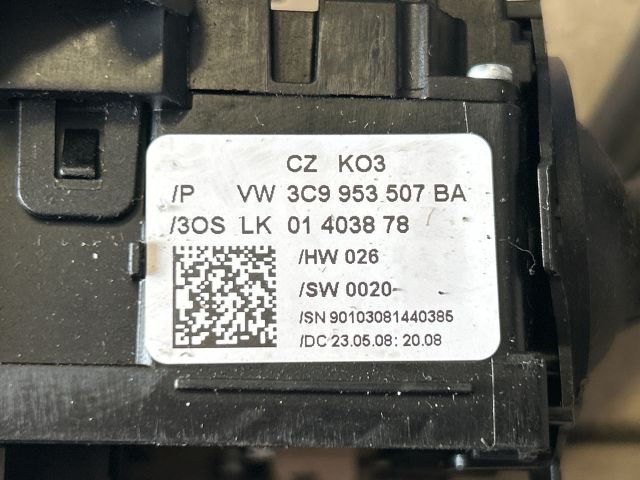 CZ KO3
/P VW 3C9 953 507 BA
/3OS LK 01 4038 78
/HW 026
/SW 0020
/SN 90103081440385
/DC 23.05.08: 20.08